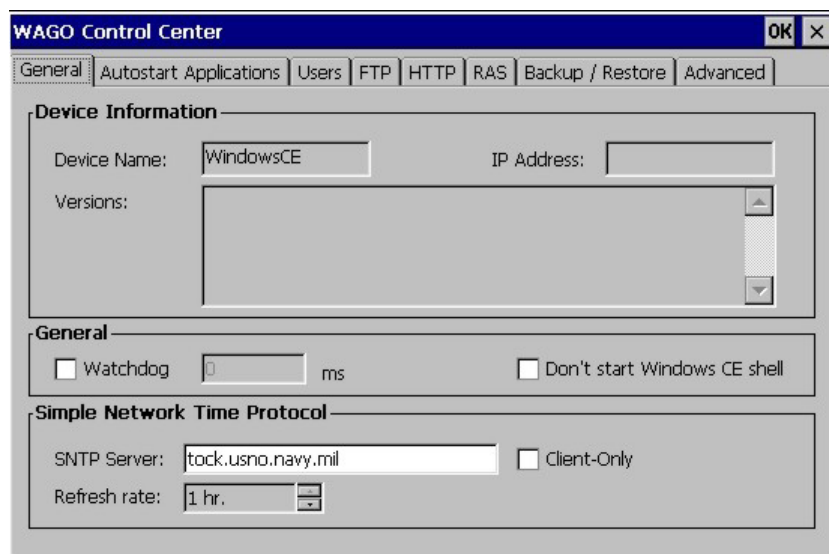 WAGO Control Center OK ×
General Autostart Applications Users FTP HTTP RAS Backup / Restore Advanced
Device Information
Device Name: WindowsCE IP Address:
Versions:
General
Watchdog 0 ms Don't start Windows CE shell
Simple Network Time Protocol
SNTP Server: tock.usno.navy.mil Client-Only
Refresh rate: 1 hr.